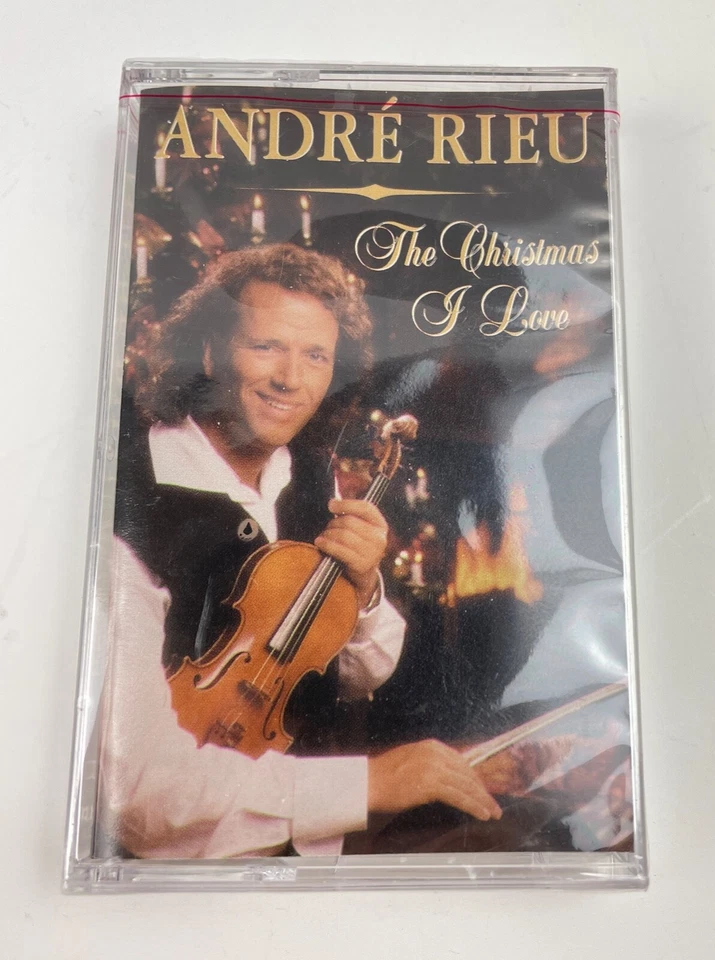 ANDRÉ RIEU
The Christmas
I Love